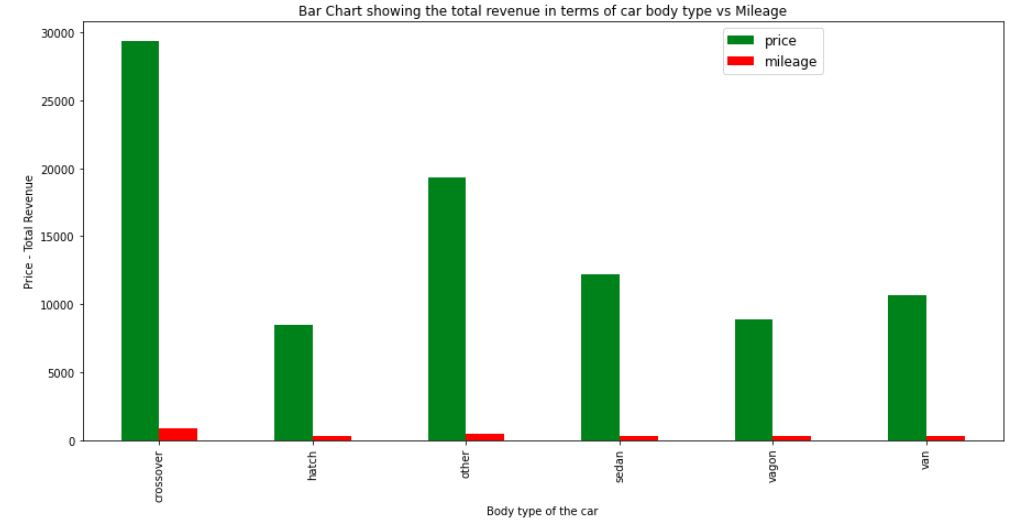 Bar Chart showing the total revenue in terms of car body type vs Mileage
price
mileage
Price - Total Revenue
30000
25000
20000
15000
10000
5000
0
crossover
hatch
other
sedan
vagon
van
Body type of the car